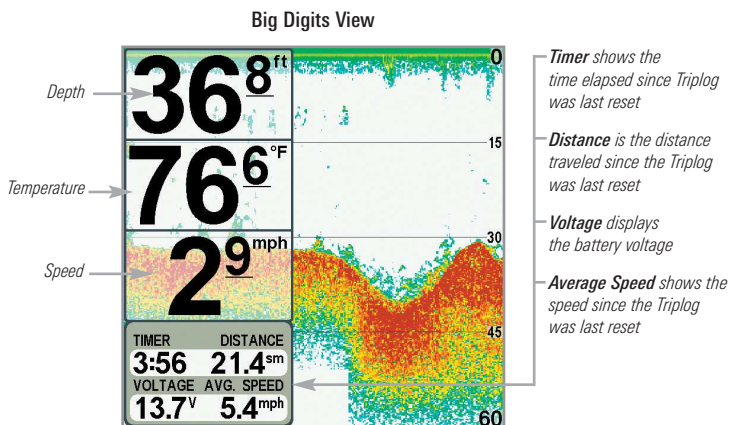 Big Digits View
Depth
36 8 ft
Temperature
76 6 °F
Speed
2 9 mph
TIMER DISTANCE
3:56 21.4 sm
VOLTAGE AVG. SPEED
13.7 V 5.4 mph
0
15
30
45
60
Timer shows the
time elapsed since Triplog
was last reset
Distance is the distance
traveled since the Triplog
was last reset
Voltage displays
the battery voltage
Average Speed shows the
speed since the Triplog
was last reset